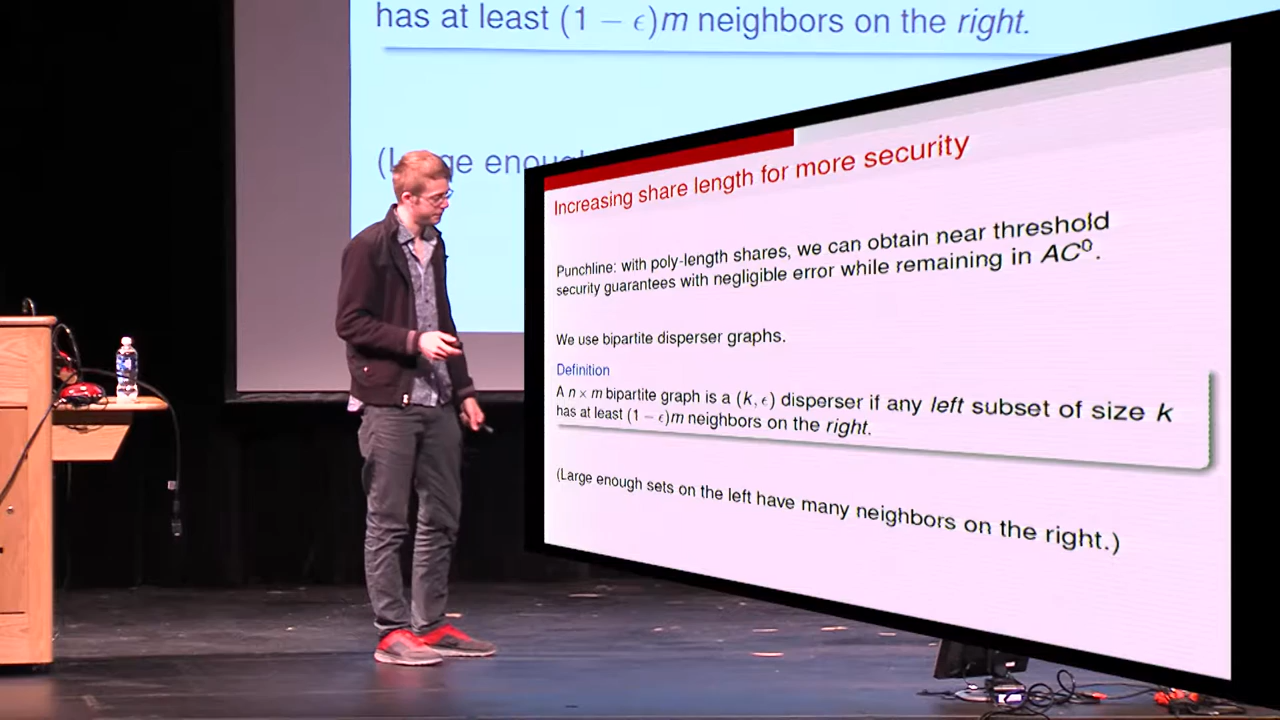 has at least (1 − ϵ)m neighbors on the right.
(L ge enough
Increasing share length for more security
Punchline: with poly-length shares, we can obtain near threshold
security guarantees with negligible error while remaining in AC⁰.
We use bipartite disperser graphs.
Definition
A n × m bipartite graph is a (k, ϵ) disperser if any left subset of size k
has at least (1 − ϵ)m neighbors on the right.
(Large enough sets on the left have many neighbors on the right.)